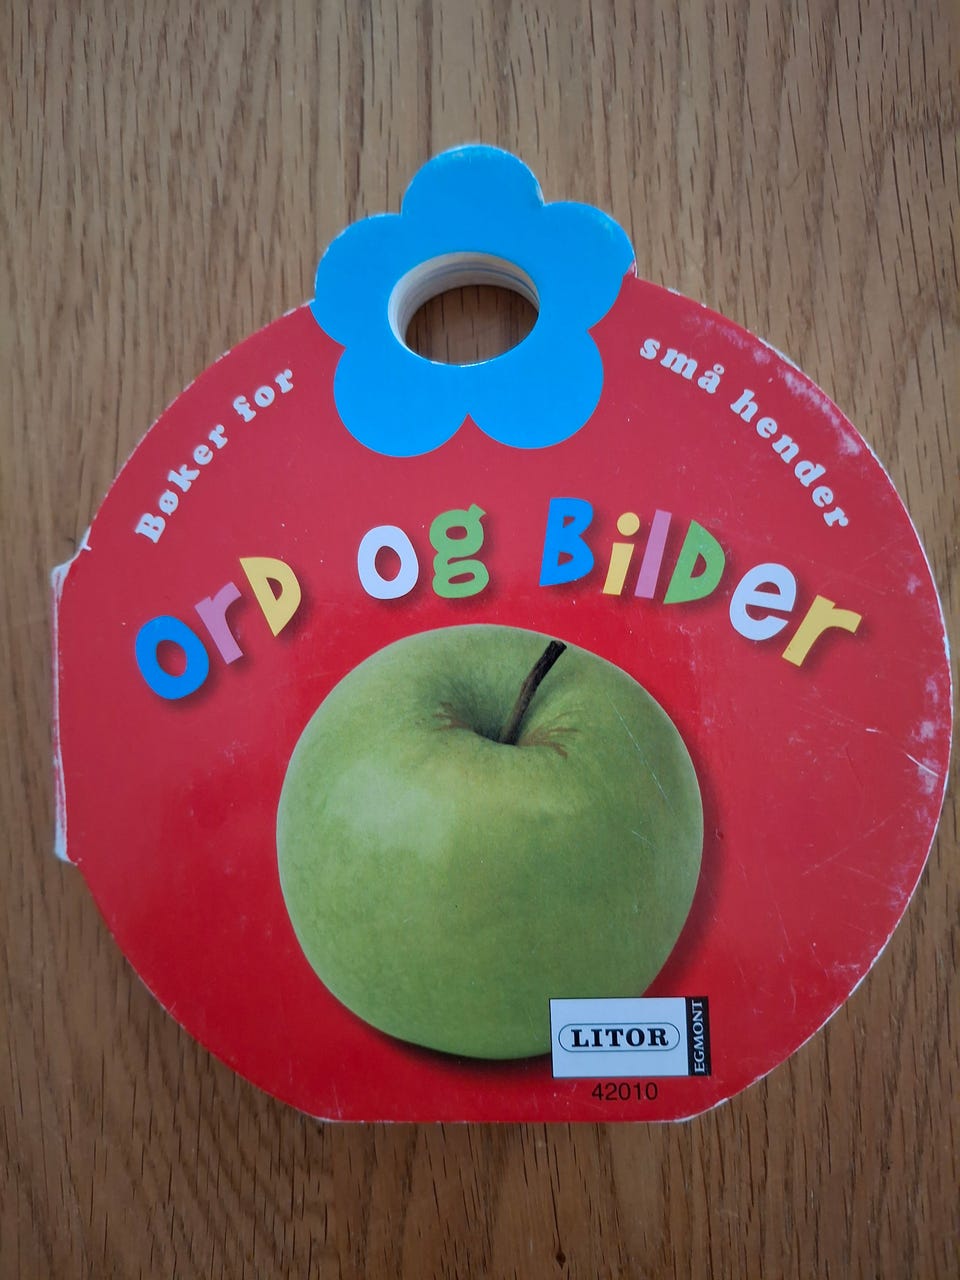 Bøker for små hender
Ord og Bilder
LITOR
EGMONT
42010